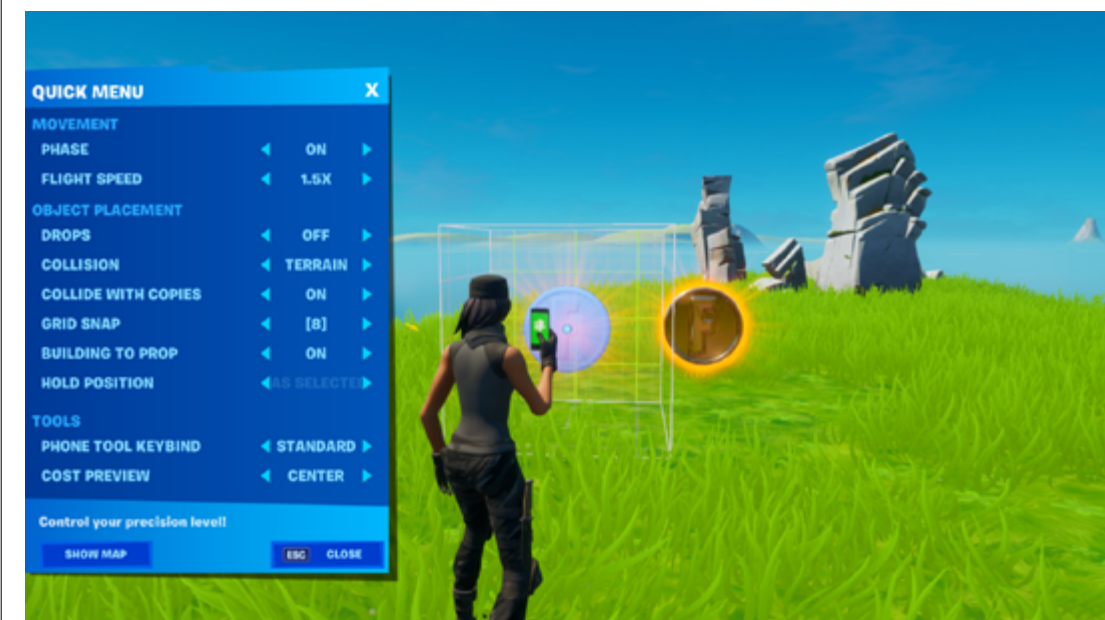 QUICK MENU X
MOVEMENT
PHASE ON
FLIGHT SPEED 1.5X
OBJECT PLACEMENT
DROPS OFF
COLLISION TERRAIN
COLLIDE WITH COPIES ON
GRID SNAP [8]
BUILDING TO PROP ON
HOLD POSITION AS SELECTED
TOOLS
PHONE TOOL KEYBIND STANDARD
COST PREVIEW CENTER
Control your precision level!
SHOW MAP ESC CLOSE
F